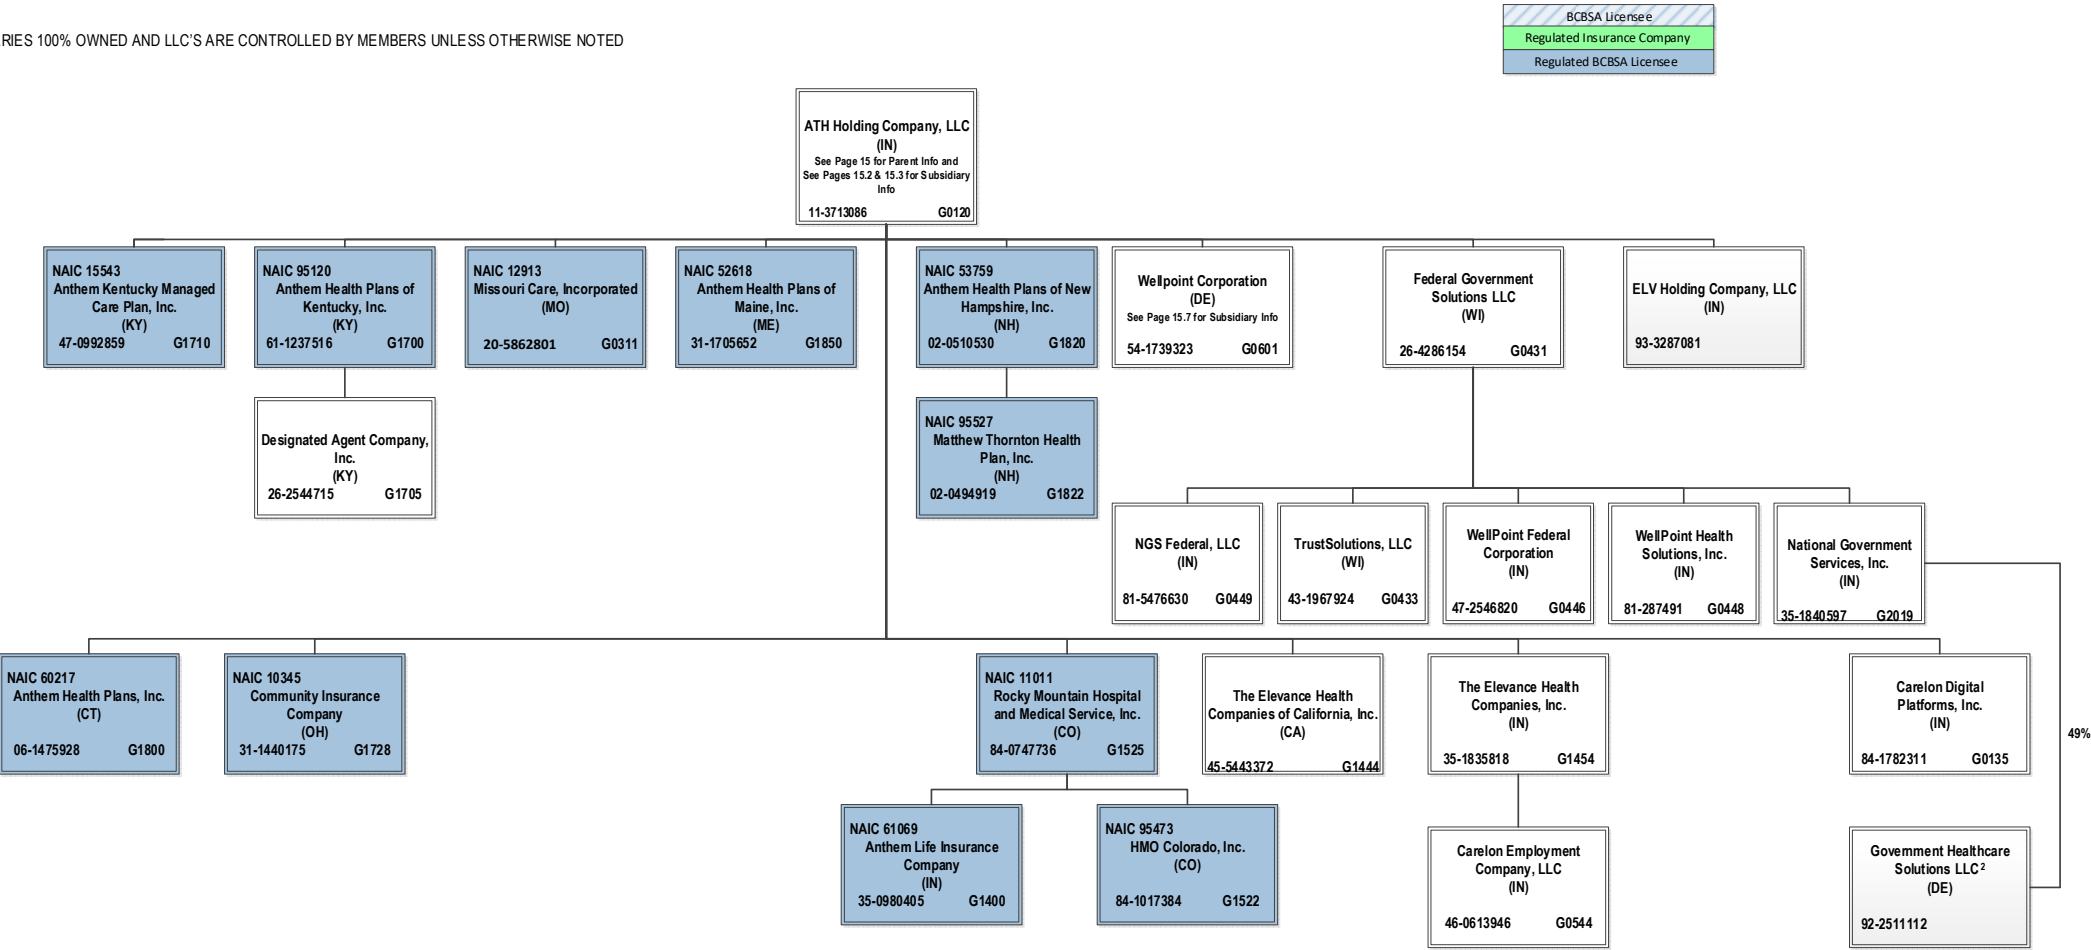 BCBSA Licensee
Regulated Insurance Company
Regulated BCBSA Licensee
RIES 100% OWNED AND LLC'S ARE CONTROLLED BY MEMBERS UNLESS OTHERWISE NOTED
ATH Holding Company, LLC
(IN)
See Page 15 for Parent Info and
See Pages 15.2 & 15.3 for Subsidiary
Info
11-3713086 G0120
NAIC 15543
Anthem Kentucky Managed
Care Plan, Inc.
(KY)
47-0992859 G1710
NAIC 95120
Anthem Health Plans of
Kentucky, Inc.
(KY)
61-1237516 G1700
NAIC 12913
Missouri Care, Incorporated
(MO)
20-5862801 G0311
NAIC 52618
Anthem Health Plans of
Maine, Inc.
(ME)
31-1705652 G1850
NAIC 53759
Anthem Health Plans of New
Hampshire, Inc.
(NH)
02-0510530 G1820
Wellpoint Corporation
(DE)
See Page 15.7 for Subsidiary Info
54-1739323 G0601
Federal Government
Solutions LLC
(WI)
26-4286154 G0431
ELV Holding Company, LLC
(IN)
93-3287081
Designated Agent Company,
Inc.
(KY)
26-2544715 G1705
NAIC 95527
Matthew Thornton Health
Plan, Inc.
(NH)
02-0494919 G1822
NGS Federal, LLC
(IN)
81-5476630 G0449
TrustSolutions, LLC
(WI)
43-1967924 G0433
WellPoint Federal
Corporation
(IN)
47-2546820 G0446
WellPoint Health
Solutions, Inc.
(IN)
81-287491 G0448
National Government
Services, Inc.
(IN)
35-1840597 G2019
NAIC 60217
Anthem Health Plans, Inc.
(CT)
06-1475928 G1800
NAIC 10345
Community Insurance
Company
(OH)
31-1440175 G1728
NAIC 11011
Rocky Mountain Hospital
and Medical Service, Inc.
(CO)
84-0747736 G1525
The Elevance Health
Companies of California, Inc.
(CA)
45-5443372 G1444
The Elevance Health
Companies, Inc.
(IN)
35-1835818 G1454
Carelon Digital
Platforms, Inc.
(IN)
84-1782311 G0135
49%
NAIC 61069
Anthem Life Insurance
Company
(IN)
35-0980405 G1400
NAIC 95473
HMO Colorado, Inc.
(CO)
84-1017384 G1522
Carelon Employment
Company, LLC
(IN)
46-0613946 G0544
Government Healthcare
Solutions LLC ²
(DE)
92-2511112